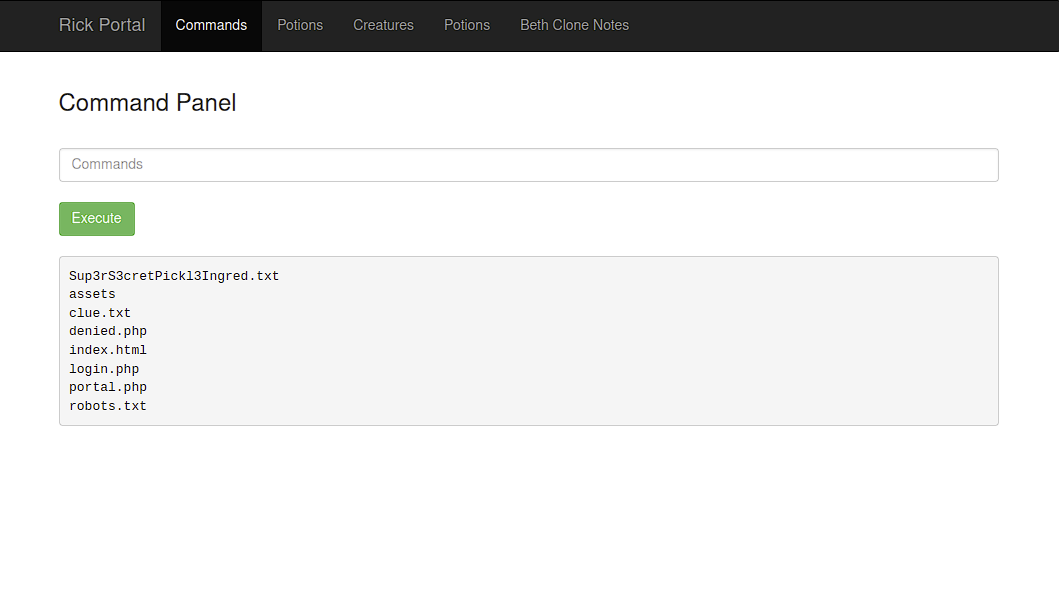 Rick Portal Commands Potions Creatures Potions Beth Clone Notes
Command Panel
Commands
Execute
Sup3rS3cretPickl3Ingred.txt
assets
clue.txt
denied.php
index.html
login.php
portal.php
robots.txt